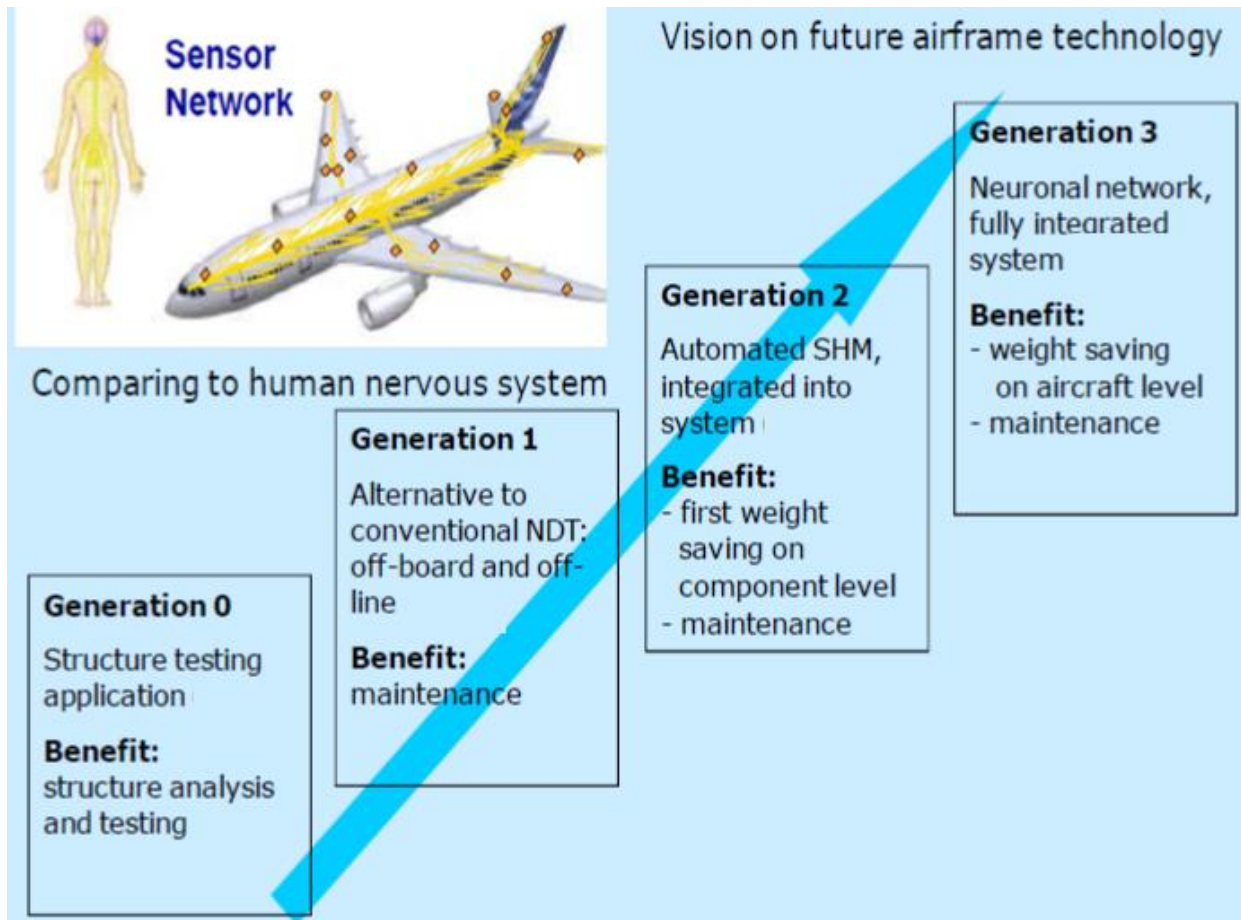 Sensor
Network
Vision on future airframe technology
Comparing to human nervous system
Generation 0
Structure testing
application
Benefit:
structure analysis
and testing
Generation 1
Alternative to
conventional NDT:
off-board and off-
line
Benefit:
maintenance
Generation 2
Automated SHM,
integrated into
system
Benefit:
- first weight
saving on
component level
- maintenance
Generation 3
Neuronal network,
fully integrated
system
Benefit:
- weight saving
on aircraft level
- maintenance